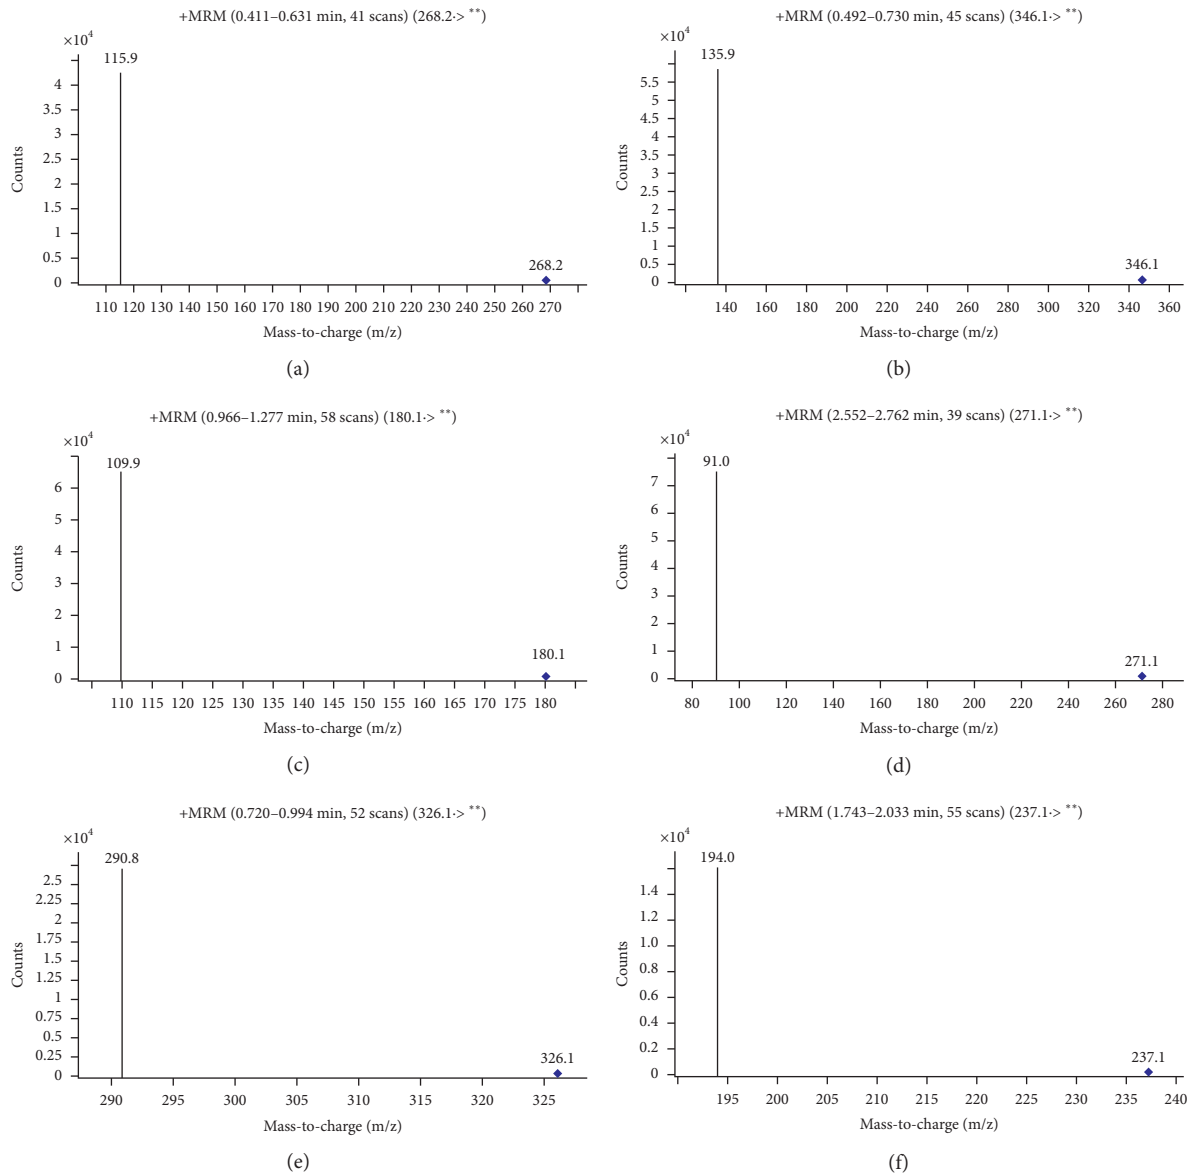 +MRM (0.411–0.631 min, 41 scans) (268.2·> **)
×10⁴
115.9
4
3.5
3
2.5
2
1.5
1
0.5
0
Counts
268.2
110 120 130 140 150 160 170 180 190 200 210 220 230 240 250 260 270
Mass-to-charge (m/z)
(a)
+MRM (0.492–0.730 min, 45 scans) (346.1·> **)
×10⁴
135.9
5.5
5
4.5
4
3.5
3
2.5
2
1.5
1
0.5
0
Counts
346.1
140 160 180 200 220 240 260 280 300 320 340 360
Mass-to-charge (m/z)
(b)
+MRM (0.966–1.277 min, 58 scans) (180.1·> **)
×10⁴
109.9
6
5
4
3
2
1
0
Counts
180.1
110 115 120 125 130 135 140 145 150 155 160 165 170 175 180
Mass-to-charge (m/z)
(c)
+MRM (2.552–2.762 min, 39 scans) (271.1·> **)
×10⁴
91.0
7
6
5
4
3
2
1
0
Counts
271.1
80 100 120 140 160 180 200 220 240 260 280
Mass-to-charge (m/z)
(d)
+MRM (0.720–0.994 min, 52 scans) (326.1·> **)
×10⁴
290.8
2.5
2.25
2
1.75
1.5
1.25
1
0.75
0.5
0.25
0
Counts
326.1
290 295 300 305 310 315 320 325
Mass-to-charge (m/z)
(e)
+MRM (1.743–2.033 min, 55 scans) (237.1·> **)
×10⁴
194.0
1.4
1.2
1.0
0.8
0.6
0.4
0.2
0
Counts
237.1
195 200 205 210 215 220 225 230 235 240
Mass-to-charge (m/z)
(f)